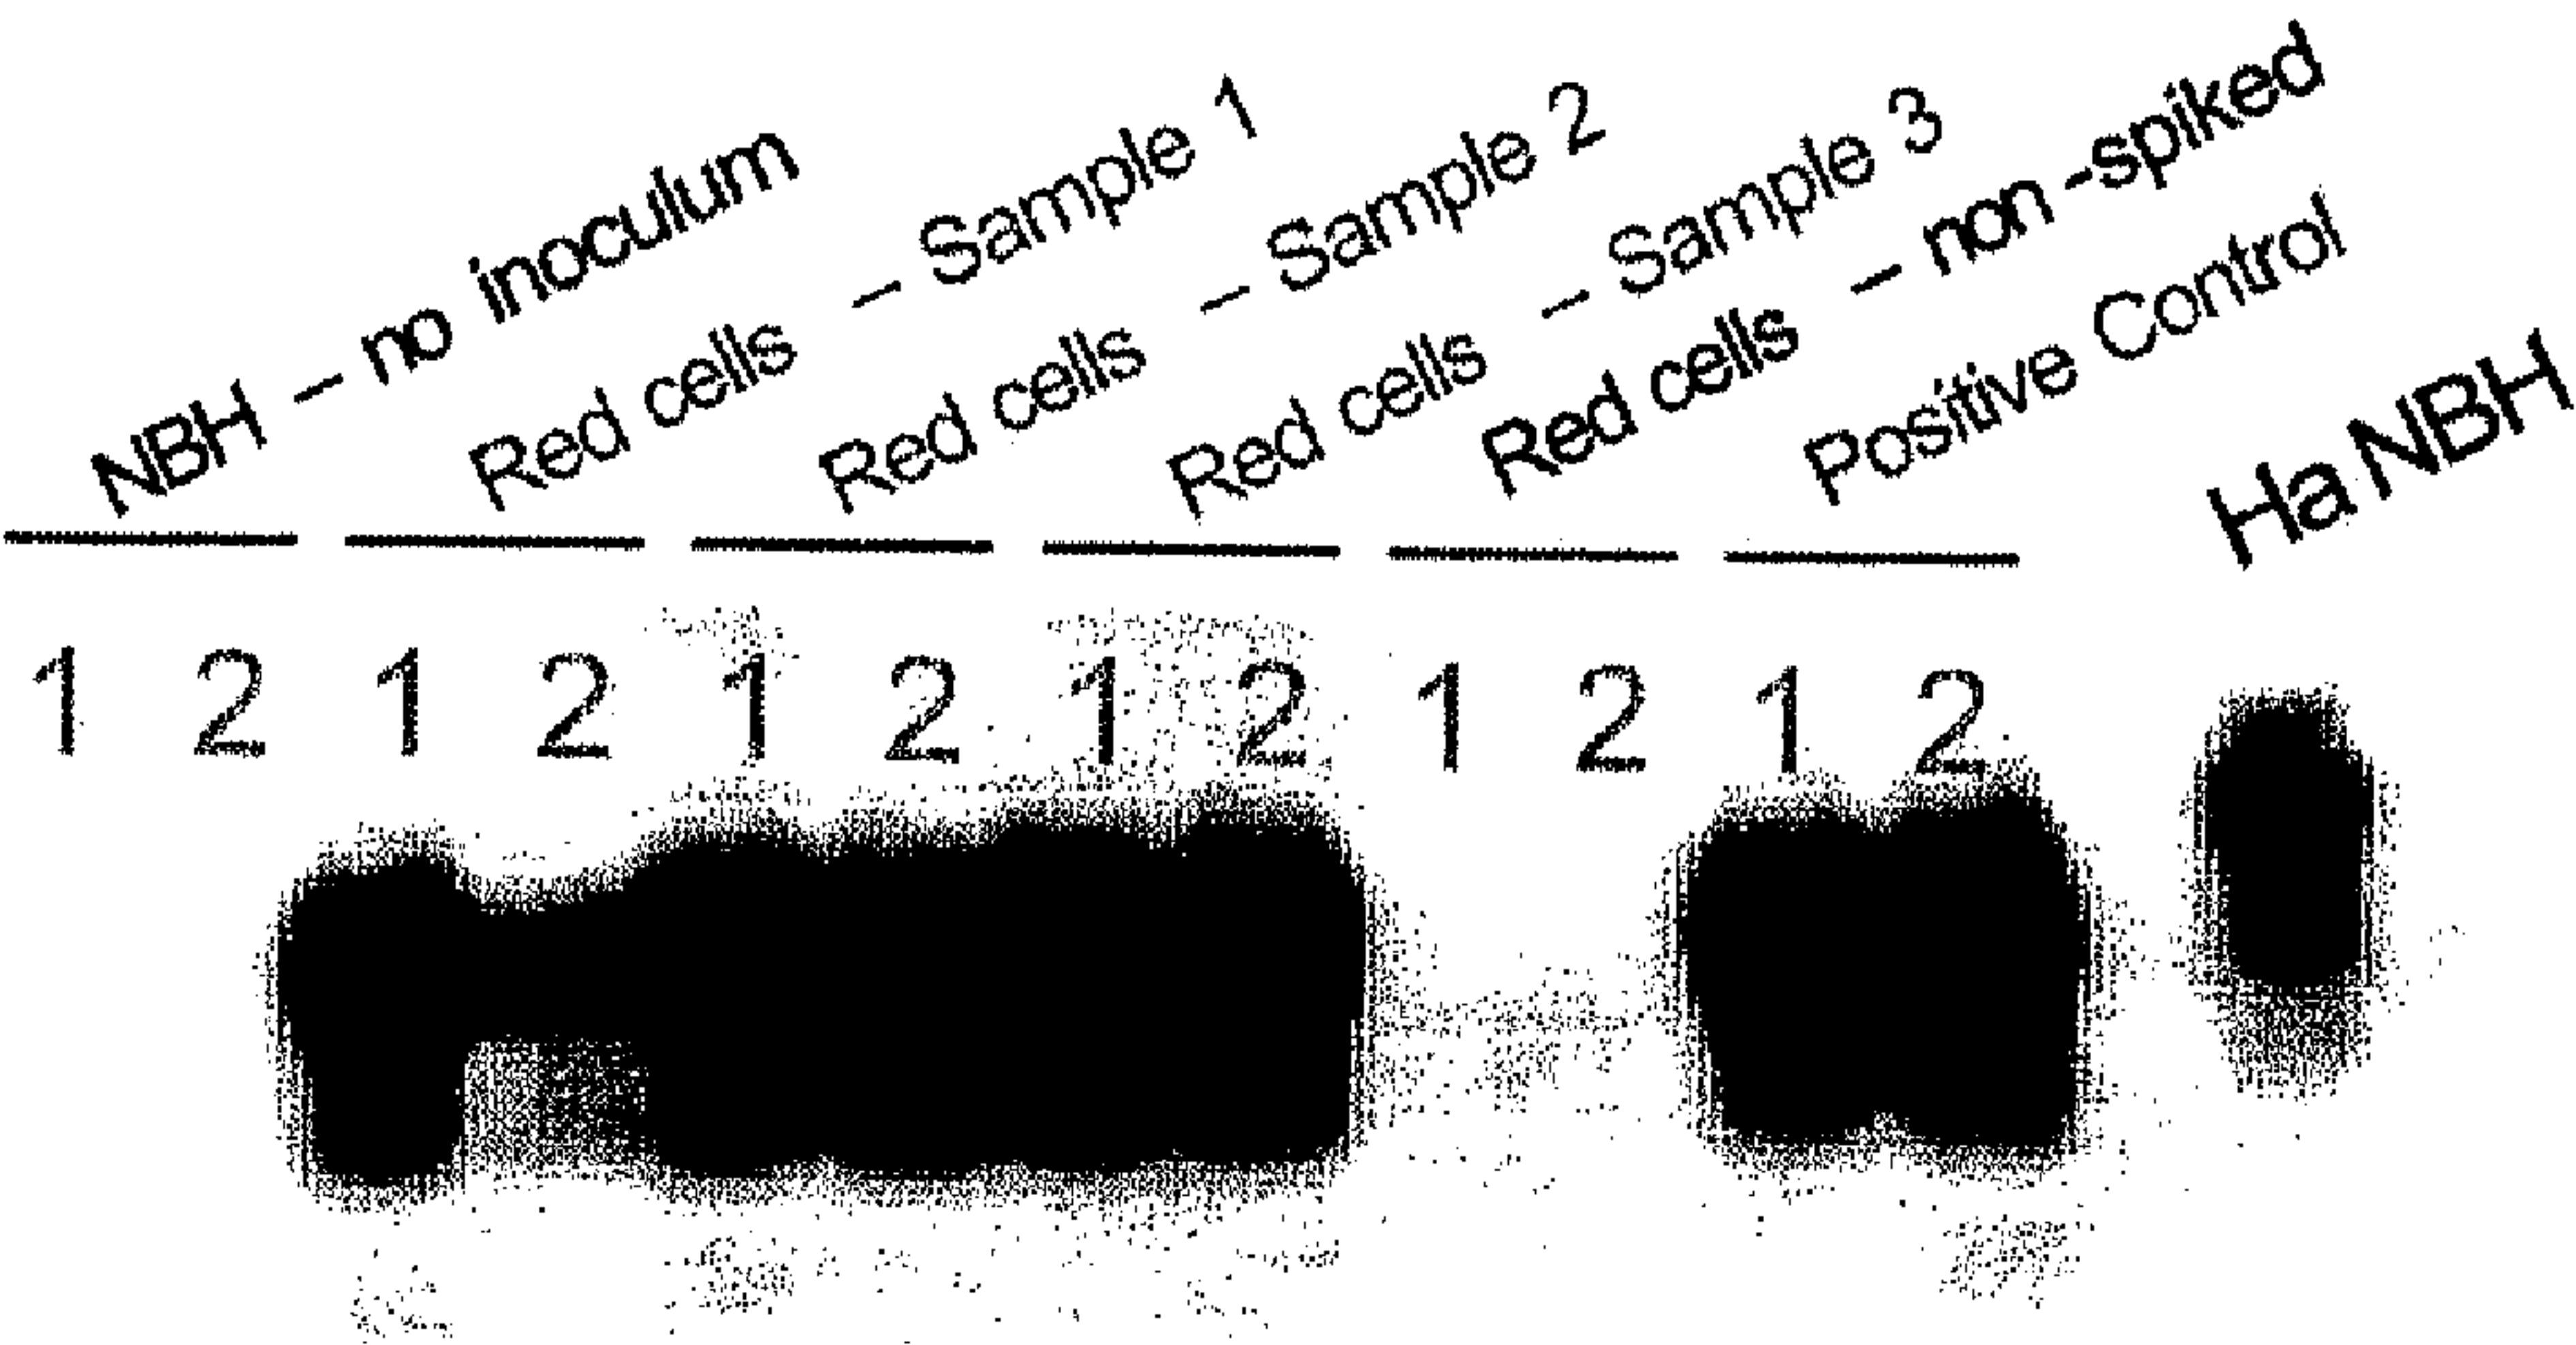 NBH – no inoculum
Red cells – Sample 1
Red cells – Sample 2
Red cells – Sample 3
Red cells – non -spiked
Positive Control
Ha NBH
1 2 1 2 1 2 1 2 1 2 1 2